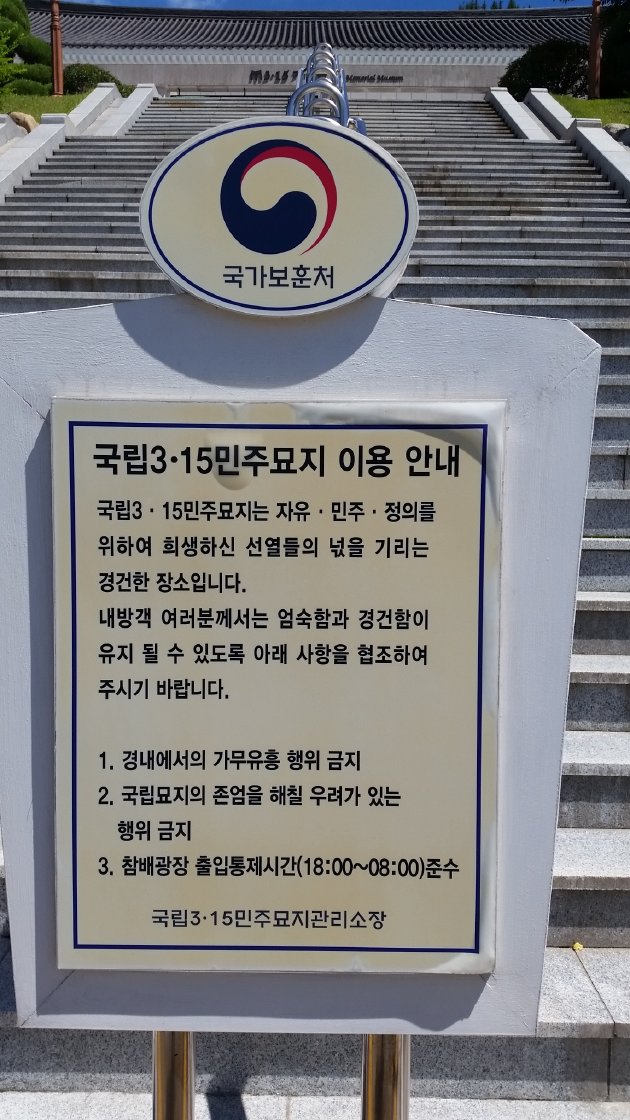 Memorial Museum
국가보훈처
국립3·15민주묘지 이용 안내
국립3·15민주묘지는 자유·민주·정의를
위하여 희생하신 선열들의 넋을 기리는
경건한 장소입니다.
내방객 여러분께서는 엄숙함과 경건함이
유지 될 수 있도록 아래 사항을 협조하여
주시기 바랍니다.
1. 경내에서의 가무유흥 행위 금지
2. 국립묘지의 존엄을 해칠 우려가 있는
행위 금지
3. 참배광장 출입통제시간(18:00~08:00)준수
국립3·15민주묘지관리소장